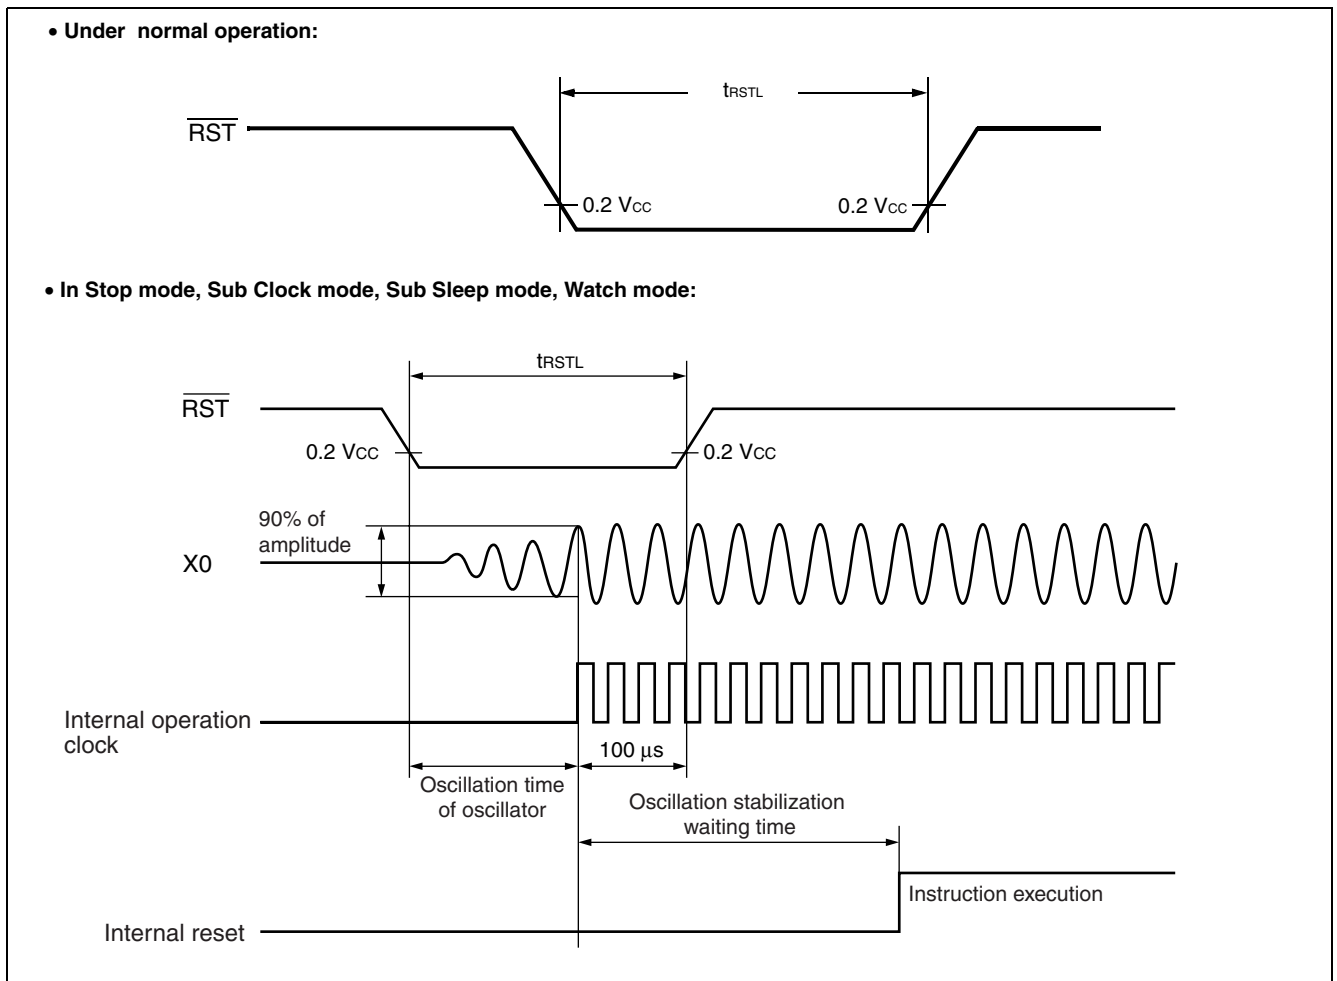 • Under normal operation:
tRSTL
RST
0.2 VCC
0.2 VCC
• In Stop mode, Sub Clock mode, Sub Sleep mode, Watch mode:
tRSTL
RST
0.2 VCC
0.2 VCC
90% of
amplitude
X0
Internal operation
clock
100 μs
Oscillation time
of oscillator
Oscillation stabilization
waiting time
Instruction execution
Internal reset